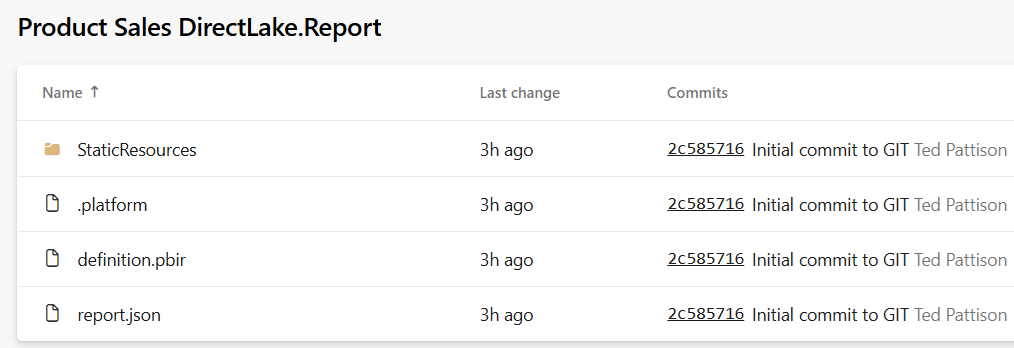 Product Sales DirectLake.Report
Name ↑ Last change Commits
StaticResources 3h ago 2c585716 Initial commit to GIT Ted Pattison
.platform 3h ago 2c585716 Initial commit to GIT Ted Pattison
definition.pbir 3h ago 2c585716 Initial commit to GIT Ted Pattison
report.json 3h ago 2c585716 Initial commit to GIT Ted Pattison